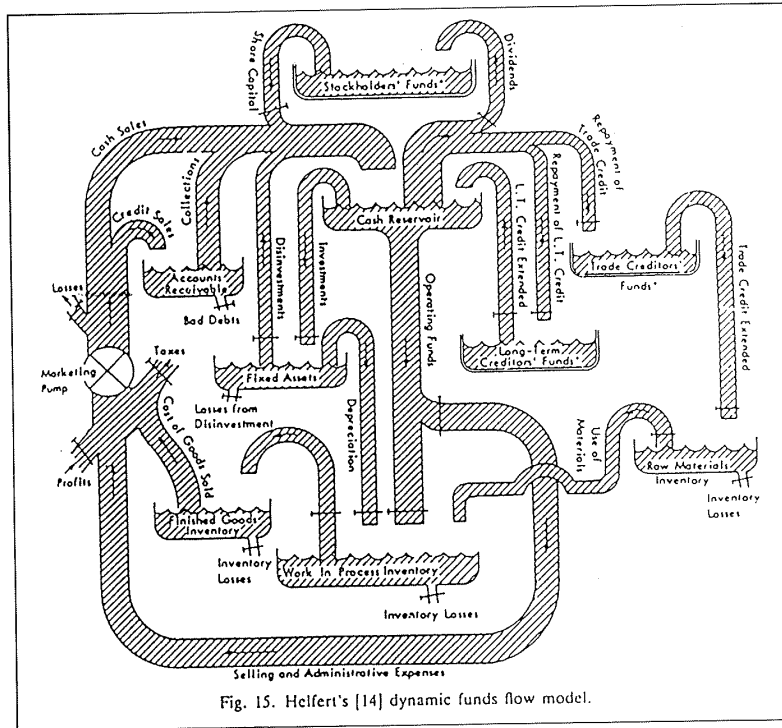 Share Capital
Dividends
Stockholders' Funds*
Cash Sales
Repayment of
Trade Credit
Collections
Credit Sales
Cash Reservoir
L.T. Credit Extended
Repayment of L.T. Credit
Accounts
Receivable
Disinvestments
Investments
Operating Funds
Trade Creditors'
Funds*
Trade Credit Extended
Losses
Bad Debts
Marketing
Pump
Taxes
Fixed Assets
Long-Term
Creditors' Funds*
Losses from
Disinvestment
Depreciation
Cost of Goods Sold
Use of
Materials
Raw Materials
Inventory
Inventory
Losses
Profits
Finished Goods
Inventory
Inventory
Losses
Work In Process Inventory
Inventory Losses
Selling and Administrative Expenses
Fig. 15. Helfert's [14] dynamic funds flow model.